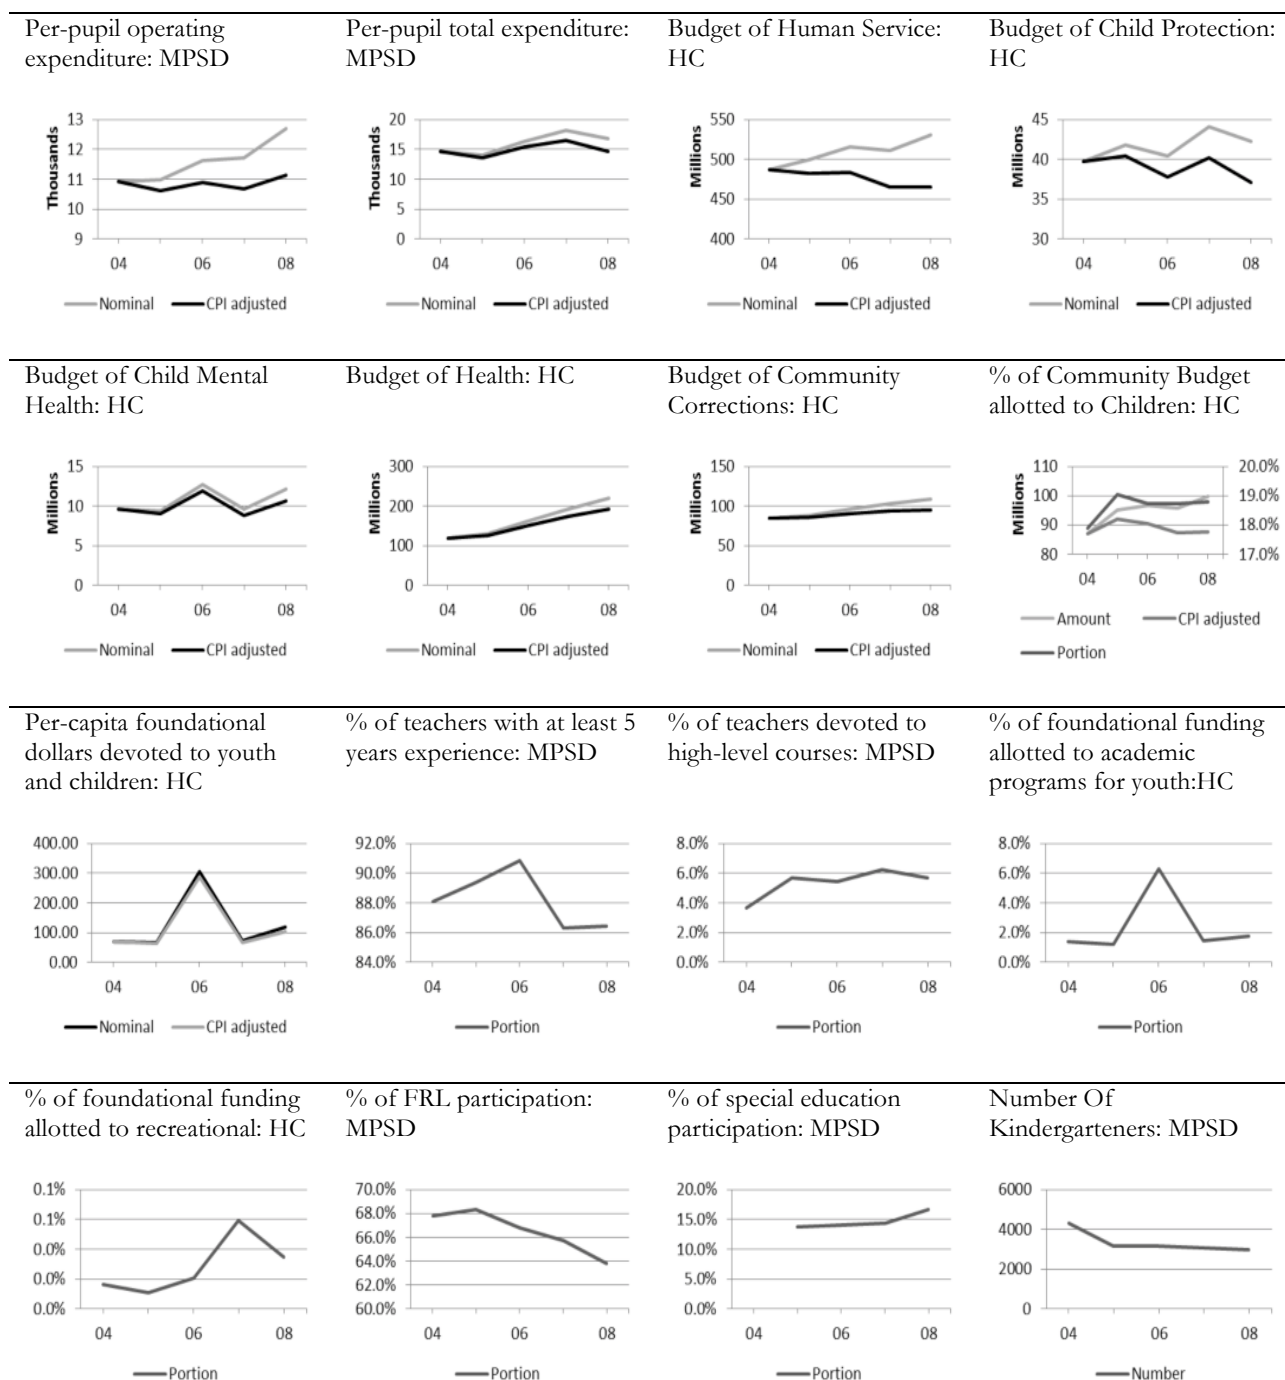 Per-pupil operating
expenditure: MPSD
Thousands
13
12
11
10
9
04
06
08
Nominal
CPI adjusted
Per-pupil total expenditure:
MPSD
Thousands
20
15
10
5
0
04
06
08
Nominal
CPI adjusted
Budget of Human Service:
HC
Millions
550
500
450
400
04
06
08
Nominal
CPI adjusted
Budget of Child Protection:
HC
Millions
45
40
35
30
04
06
08
Nominal
CPI adjusted
Budget of Child Mental
Health: HC
Millions
15
10
5
0
04
06
08
Nominal
CPI adjusted
Budget of Health: HC
300
200
100
0
Millions
04
06
08
Nominal
CPI adjusted
Budget of Community
Corrections: HC
Millions
150
100
50
0
04
06
08
Nominal
CPI adjusted
% of Community Budget
allotted to Children: HC
Millions
110
100
90
80
20.0%
19.0%
18.0%
17.0%
04
06
08
Amount
CPI adjusted
Portion
Per-capita foundational
dollars devoted to youth
and children: HC
400.00
300.00
200.00
100.00
0.00
04
06
08
Nominal
CPI adjusted
% of teachers with at least 5
years experience: MPSD
92.0%
90.0%
88.0%
86.0%
84.0%
04
06
08
Portion
% of teachers devoted to
high-level courses: MPSD
8.0%
6.0%
4.0%
2.0%
0.0%
04
06
08
Portion
% of foundational funding
allotted to academic
programs for youth:HC
8.0%
6.0%
4.0%
2.0%
0.0%
04
06
08
Portion
% of foundational funding
allotted to recreational: HC
0.1%
0.1%
0.0%
0.0%
0.0%
04
06
08
Portion
% of FRL participation:
MPSD
70.0%
68.0%
66.0%
64.0%
62.0%
60.0%
04
06
08
Portion
% of special education
participation: MPSD
20.0%
15.0%
10.0%
5.0%
0.0%
04
06
08
Portion
Number Of
Kindergarteners: MPSD
6000
4000
2000
0
04
06
08
Number